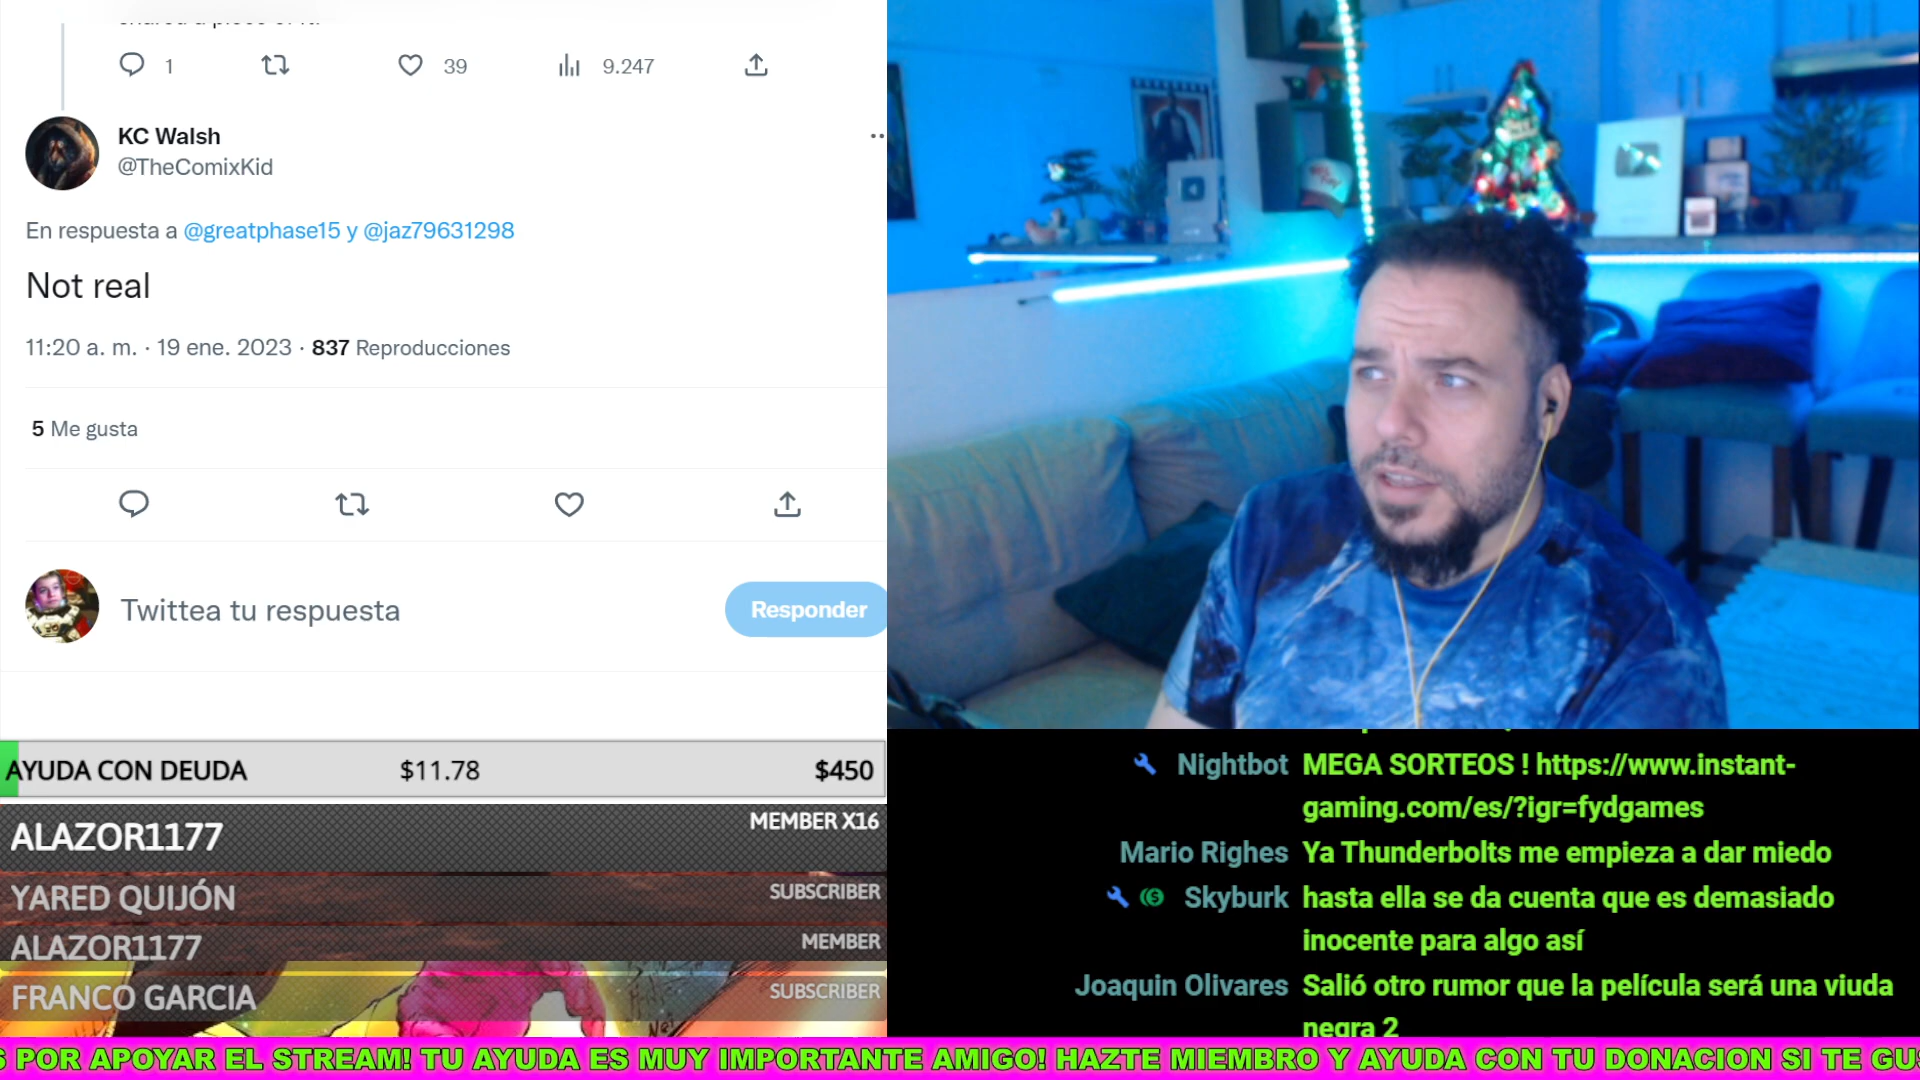 shared a piece of it.
1
39
9.247
KC Walsh
@TheComixKid
En respuesta a @greatphase15 y @jaz79631298
Not real
11:20 a. m. · 19 ene. 2023 · 837 Reproducciones
5 Me gusta
Twittea tu respuesta
Responder
AYUDA CON DEUDA $11.78 $450
ALAZOR1177 MEMBER X16
YARED QUIJÓN SUBSCRIBER
ALAZOR1177 MEMBER
FRANCO GARCIA SUBSCRIBER
Nightbot MEGA SORTEOS ! https://www.instant-
gaming.com/es/?igr=fydgames
Mario Righes Ya Thunderbolts me empieza a dar miedo
Skyburk hasta ella se da cuenta que es demasiado
inocente para algo así
Joaquin Olivares Salió otro rumor que la película será una viuda
negra 2
S POR APOYAR EL STREAM! TU AYUDA ES MUY IMPORTANTE AMIGO! HAZTE MIEMBRO Y AYUDA CON TU DONACION SI TE GUS